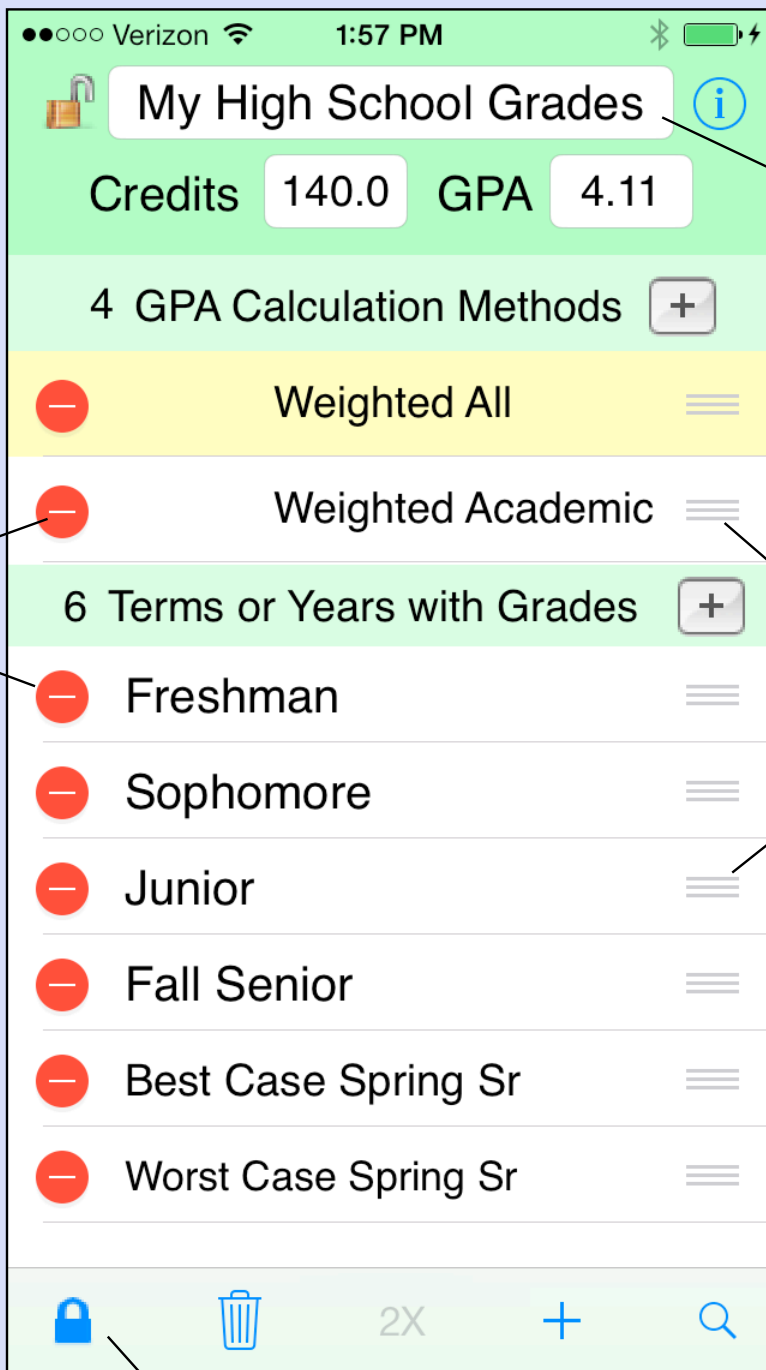 Verizon 1:57 PM
My High School Grades i
Credits 140.0 GPA 4.11
4 GPA Calculation Methods +
Weighted All
Weighted Academic
6 Terms or Years with Grades +
Freshman
Sophomore
Junior
Fall Senior
Best Case Spring Sr
Worst Case Spring Sr
2X +